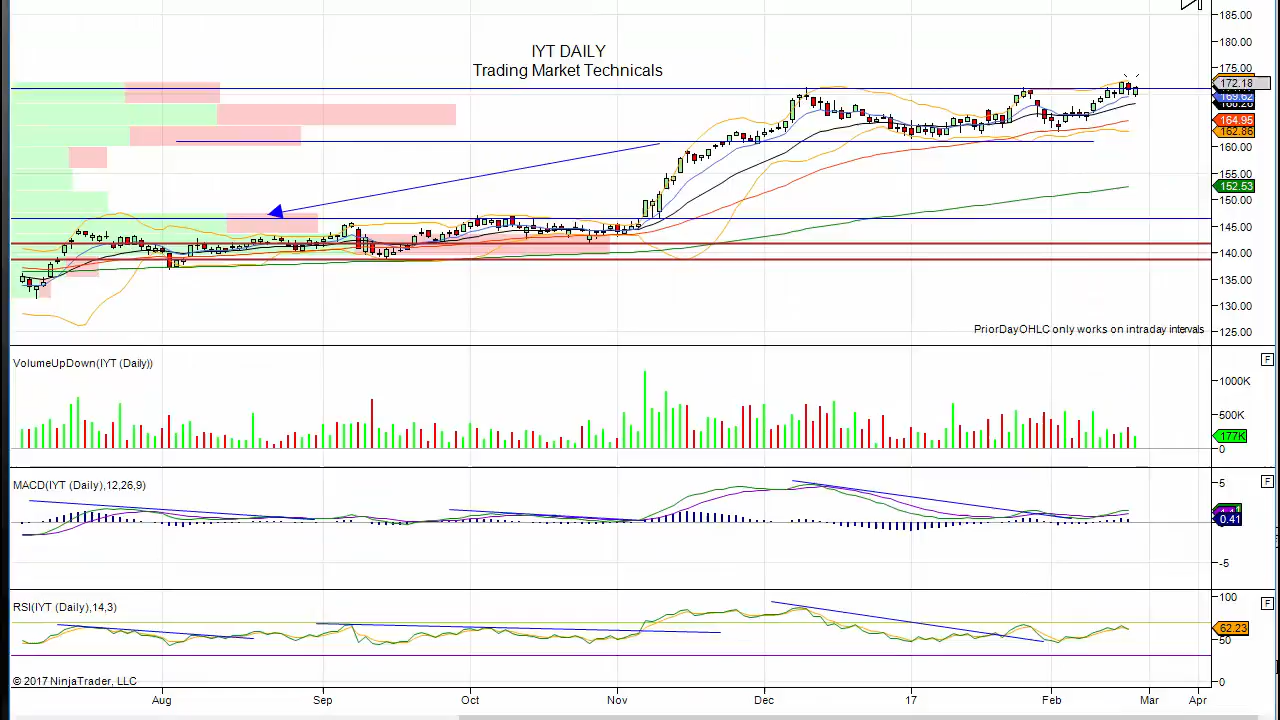 IYT DAILY
Trading Market Technicals
185.00
180.00
175.00
172.18
169.62
164.95
162.86
160.00
155.00
152.53
150.00
145.00
140.00
135.00
130.00
125.00
PriorDayOHLC only works on intraday intervals
VolumeUpDown(IYT (Daily))
F
1000K
500K
177K
0
MACD(IYT (Daily),12,26,9)
F
5
0.41
-5
RSI(IYT (Daily),14,3)
F
100
62.23
50
0
© 2017 NinjaTrader, LLC
Aug Sep Oct Nov Dec 17 Feb Mar Apr